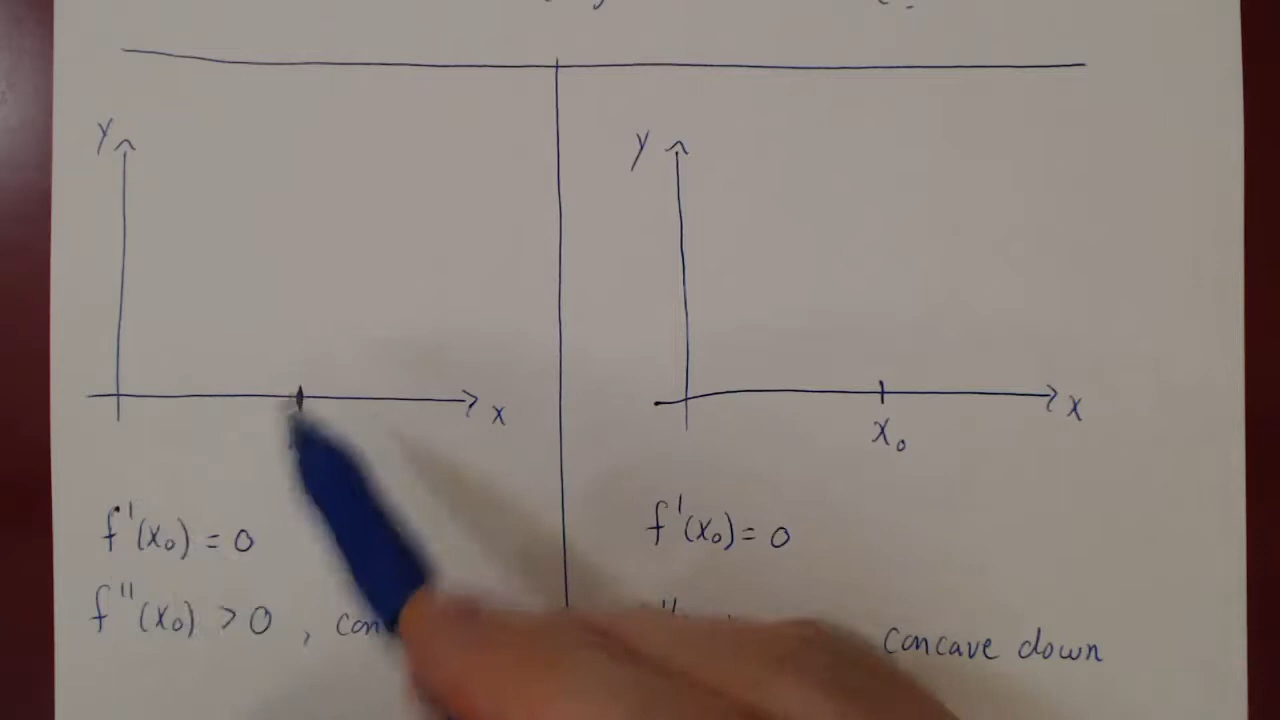 y
x
f'(x₀) = 0
f''(x₀) > 0 ,
y
x
x₀
f'(x₀) = 0
concave down